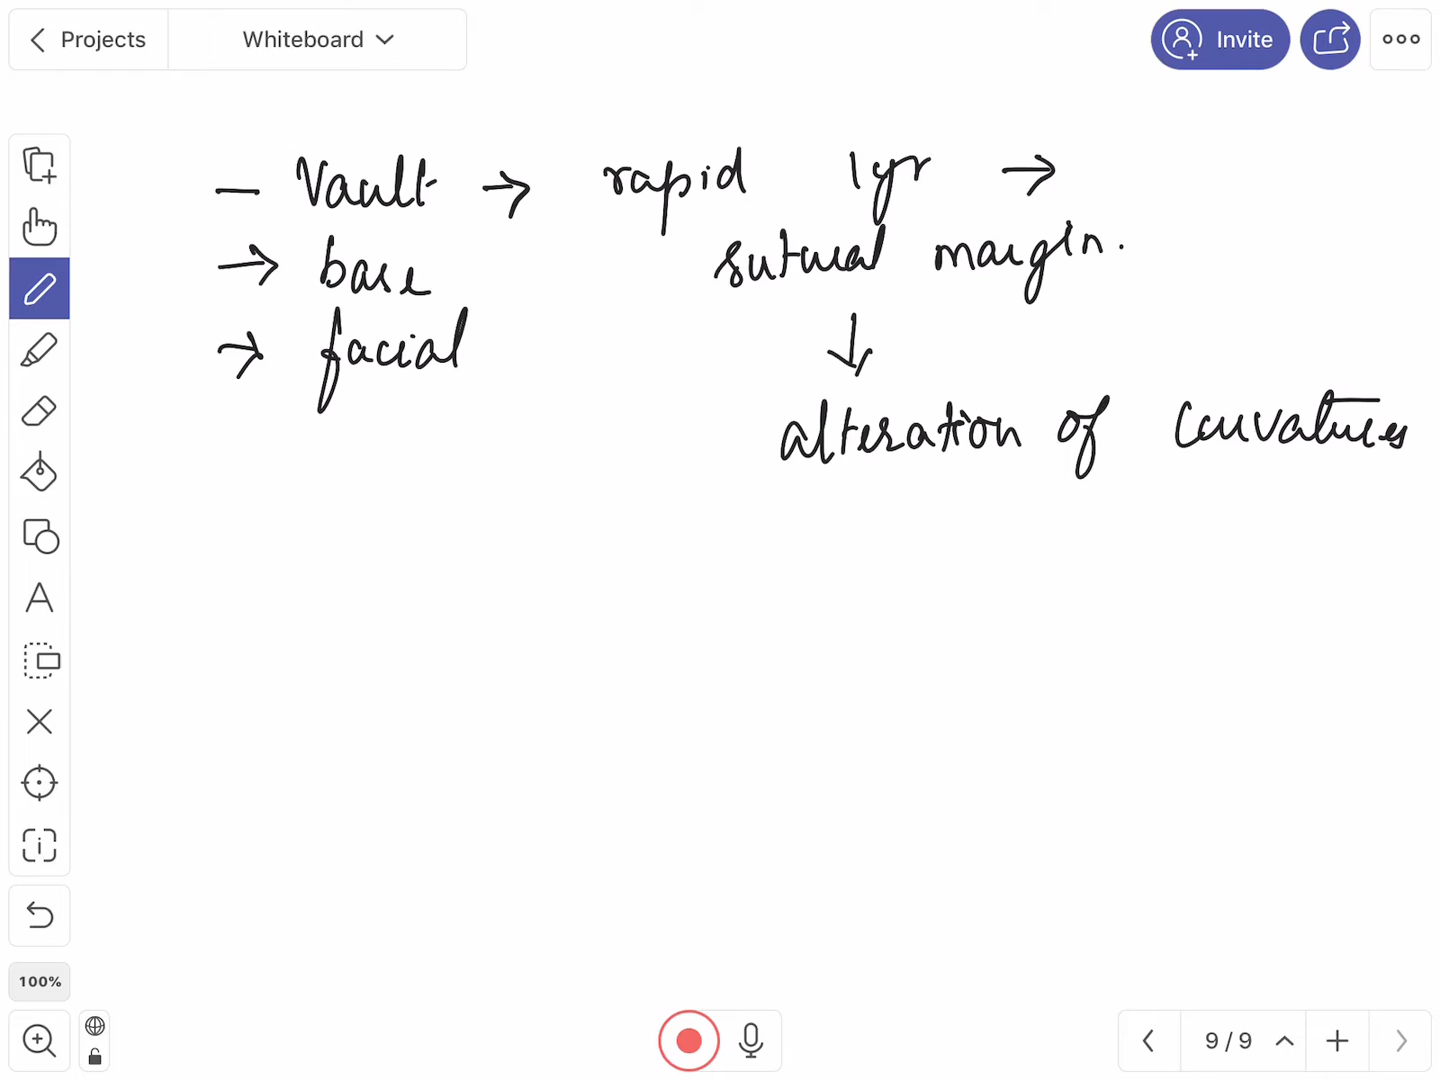 Projects
Whiteboard
Invite
- Vault → rapid 1yr →
sutural margin.
→ base
→ facial
↓
alteration of curvatures
A
100%
9 / 9